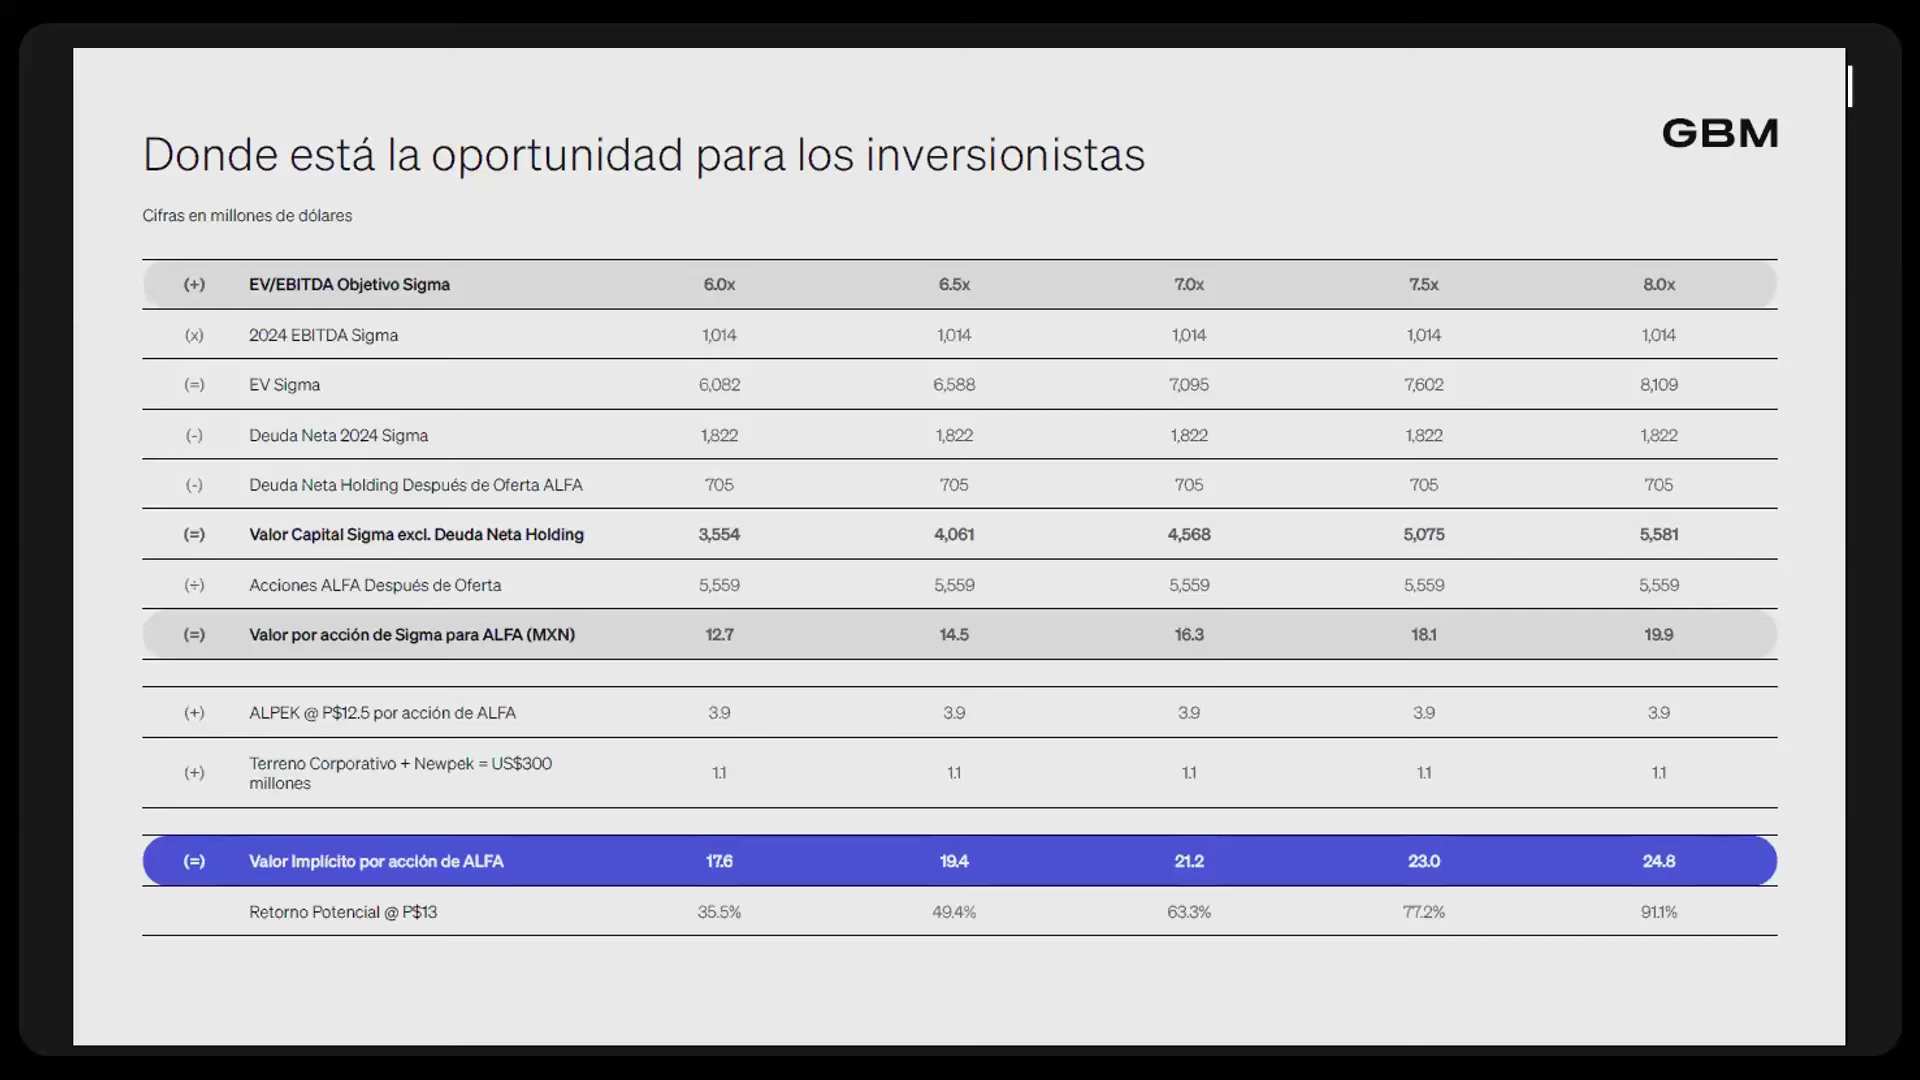 GBM
Donde está la oportunidad para los inversionistas
Cifras en millones de dólares
(+) EV/EBITDA Objetivo Sigma 6.0x 6.5x 7.0x 7.5x 8.0x
(x) 2024 EBITDA Sigma 1,014 1,014 1,014 1,014 1,014
(=) EV Sigma 6,082 6,588 7,095 7,602 8,109
(-) Deuda Neta 2024 Sigma 1,822 1,822 1,822 1,822 1,822
(-) Deuda Neta Holding Después de Oferta ALFA 705 705 705 705 705
(=) Valor Capital Sigma excl. Deuda Neta Holding 3,554 4,061 4,568 5,075 5,581
(÷) Acciones ALFA Después de Oferta 5,559 5,559 5,559 5,559 5,559
(=) Valor por acción de Sigma para ALFA (MXN) 12.7 14.5 16.3 18.1 19.9
(+) ALPEK @ P$12.5 por acción de ALFA 3.9 3.9 3.9 3.9 3.9
(+) Terreno Corporativo + Newpek = US$300
millones 1.1 1.1 1.1 1.1 1.1
(=) Valor Implícito por acción de ALFA 17.6 19.4 21.2 23.0 24.8
Retorno Potencial @ P$13 35.5% 49.4% 63.3% 77.2% 91.1%